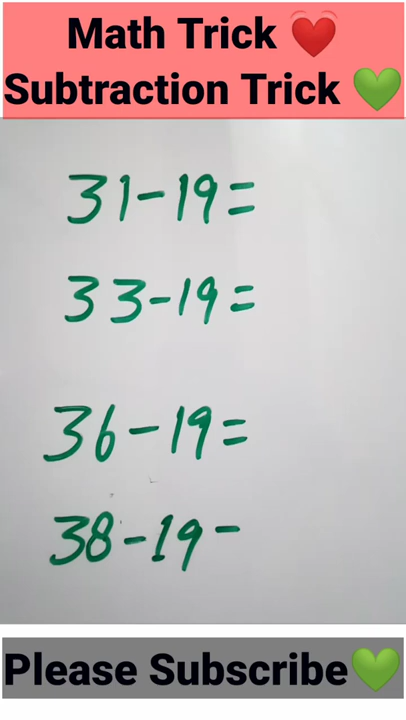 Math Trick ❤️
Subtraction Trick 💚
31-19=
33-19=
36-19=
38-19-
Please Subscribe💚